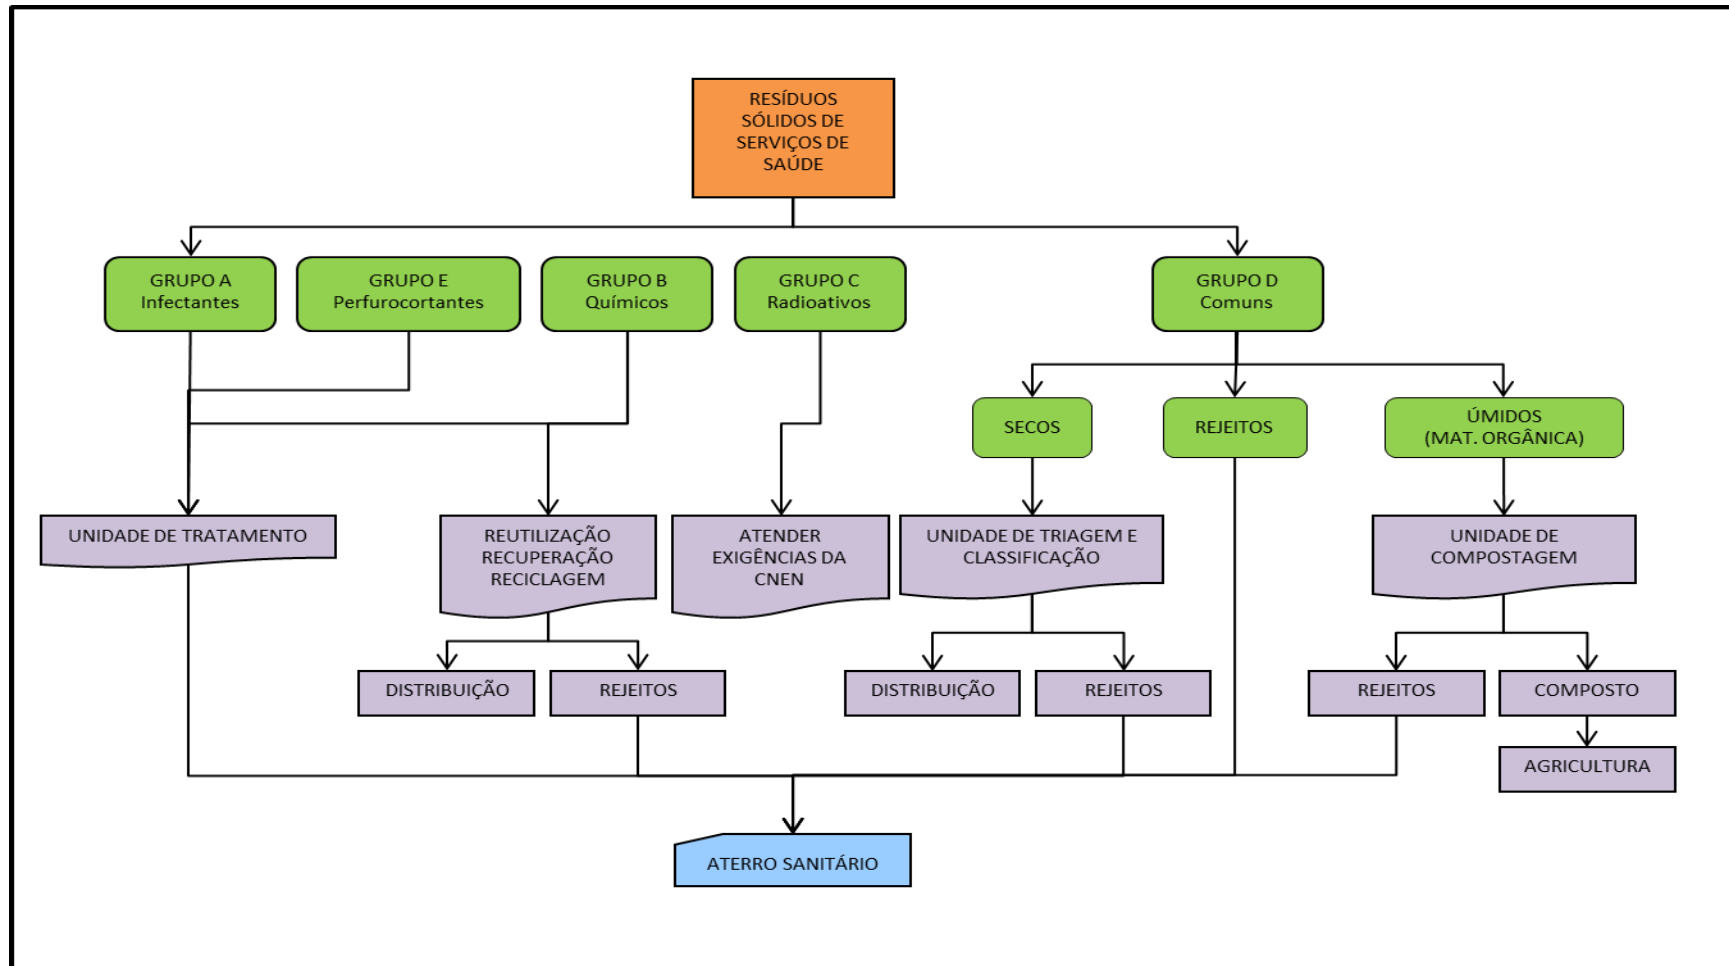 RESÍDUOS
SÓLIDOS DE
SERVIÇOS DE
SAÚDE
GRUPO A
Infectantes
GRUPO E
Perfurocortantes
GRUPO B
Químicos
GRUPO C
Radioativos
GRUPO D
Comuns
SECOS
REJEITOS
ÚMIDOS
(MAT. ORGÂNICA)
UNIDADE DE TRATAMENTO
REUTILIZAÇÃO
RECUPERAÇÃO
RECICLAGEM
ATENDER
EXIGÊNCIAS DA
CNEN
UNIDADE DE TRIAGEM E
CLASSIFICAÇÃO
UNIDADE DE
COMPOSTAGEM
DISTRIBUIÇÃO
REJEITOS
DISTRIBUIÇÃO
REJEITOS
REJEITOS
COMPOSTO
AGRICULTURA
ATERRO SANITÁRIO